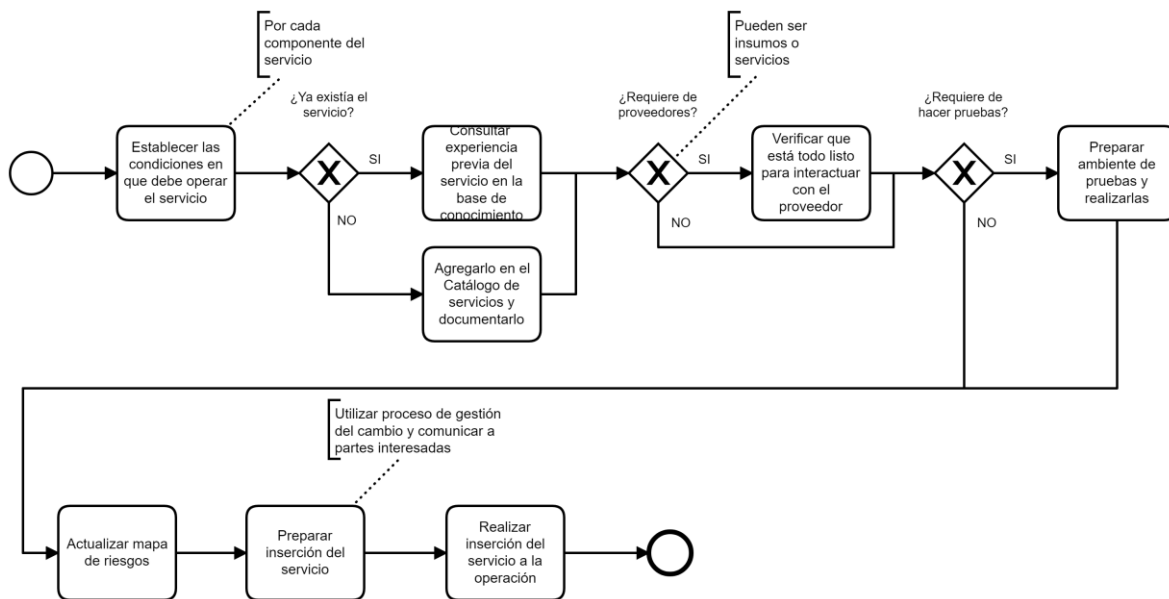 Por cada
componente del
servicio
Pueden ser
insumos o
servicios
¿Ya existía el
servicio?
¿Requiere de
proveedores?
¿Requiere de
hacer pruebas?
Establecer las
condiciones en
que debe operar
el servicio
SI
NO
Consultar
experiencia
previa del
servicio en la
base de
conocimiento
Agregarlo en el
Catálogo de
servicios y
documentarlo
SI
NO
Verificar que
está todo listo
para interactuar
con el
proveedor
SI
NO
Preparar
ambiente de
pruebas y
realizarlas
Utilizar proceso de gestión
del cambio y comunicar a
partes interesadas
Actualizar mapa
de riesgos
Preparar
inserción del
servicio
Realizar
inserción del
servicio a la
operación